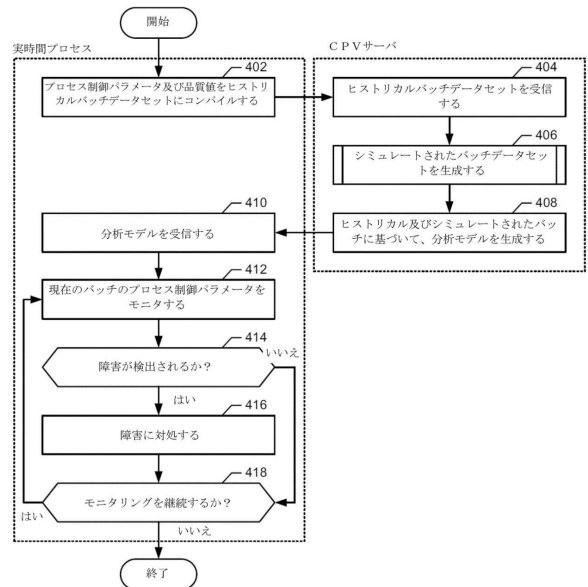 開始
実時間プロセス
CPVサーバ
402
プロセス制御パラメータ及び品質値をヒストリ
カルバッチデータセットにコンパイルする
404
ヒストリカルバッチデータセットを受信
する
406
シミュレートされたバッチデータセッ
トを生成する
408
ヒストリカル及びシミュレートされたバッ
チに基づいて、分析モデルを生成する
410
分析モデルを受信する
412
現在のバッチのプロセス制御パラメータを
モニタする
414
障害が検出されるか?
いいえ
はい
416
障害に対処する
418
モニタリングを継続するか?
はい
いいえ
終了